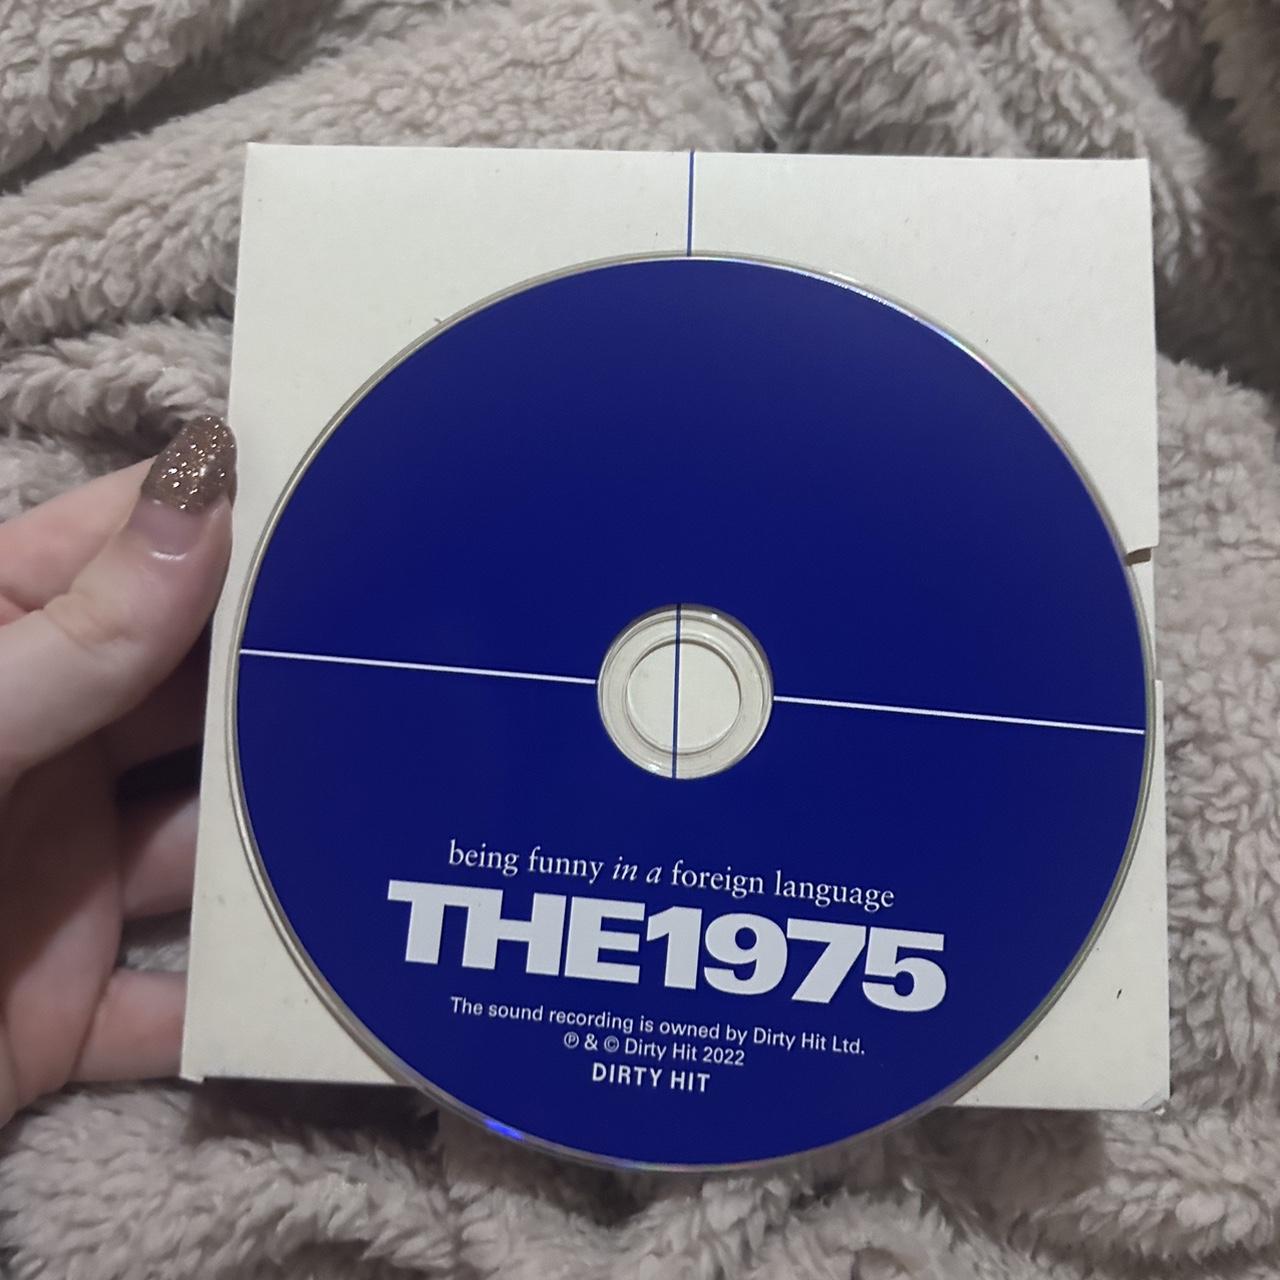 being funny in a foreign language
THE1975
The sound recording is owned by Dirty Hit Ltd.
℗ & © Dirty Hit 2022
DIRTY HIT